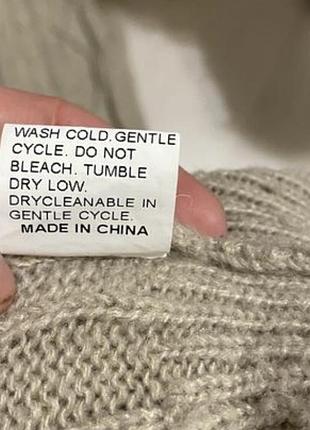 WASH COLD.GENTLE
CYCLE. DO NOT
BLEACH. TUMBLE
DRY LOW.
DRYCLEANABLE IN
GENTLE CYCLE.
MADE IN CHINA